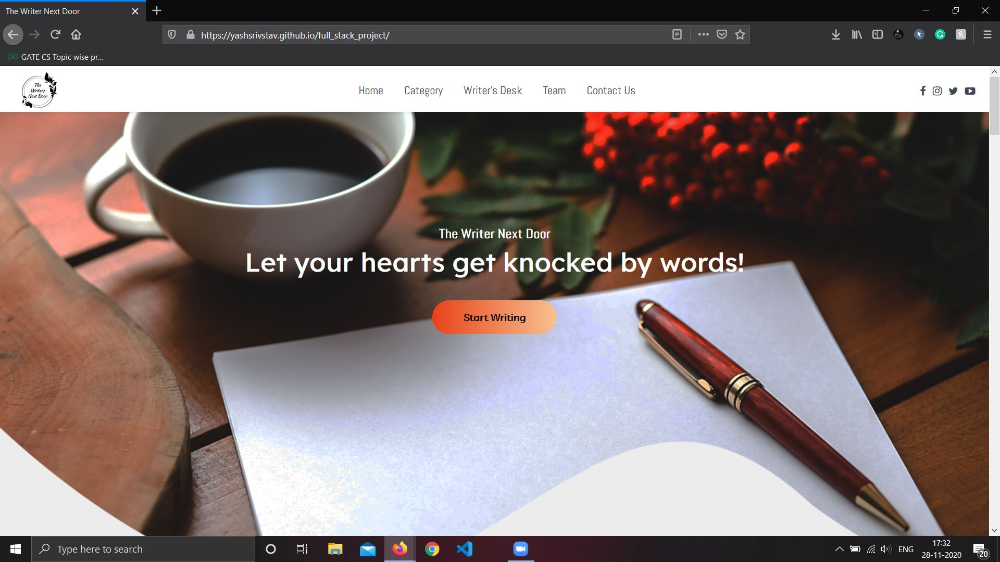 The Writer Next Door
https://yashsrivstav.github.io/full_stack_project/
GATE CS Topic wise pr...
The
Writers
Next Door
Home Category Writer's Desk Team Contact Us
The Writer Next Door
Let your hearts get knocked by words!
Start Writing
Type here to search
ENG
17:32
28-11-2020
20